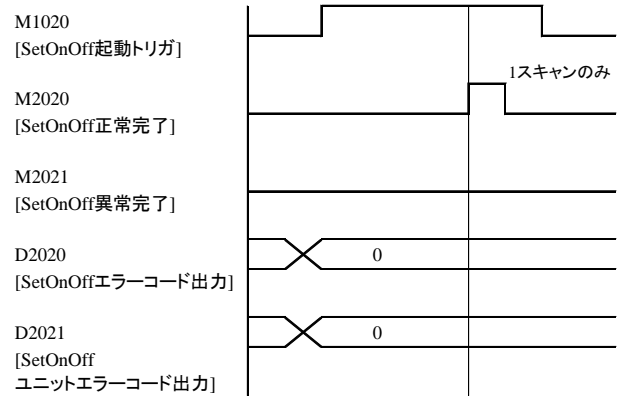 M1020
[SetOnOff起動トリガ]
1スキャンのみ
M2020
[SetOnOff正常完了]
M2021
[SetOnOff異常完了]
D2020
0
[SetOnOffエラーコード出力]
D2021
0
[SetOnOff
ユニットエラーコード出力]